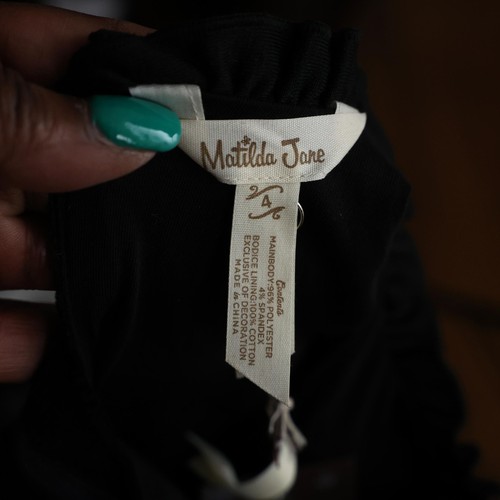 Matilda Jane
4
Contents
MAINBODY:96% POLYESTER
4% SPANDEX
BODICE LINING:100% COTTON
EXCLUSIVE OF DECORATION
MADE in CHINA